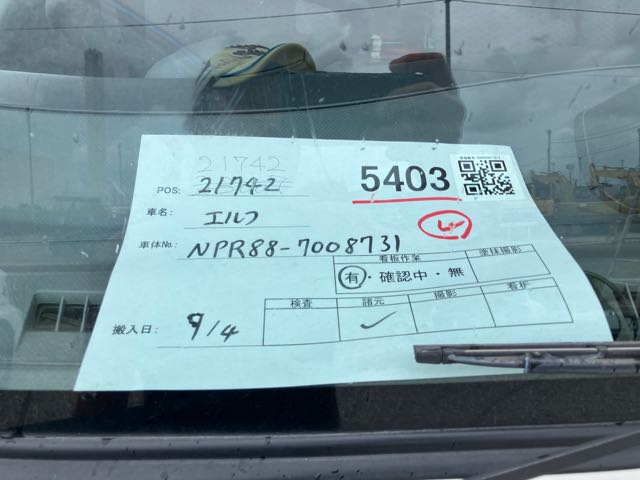 21742
POS: 21742
5403
車名: エルフ
車体No.: NPR88-7008731
看板作業
塗抹撮影
有・確認中・無
検査 諸元 撮影 看板
搬入日: 9/4